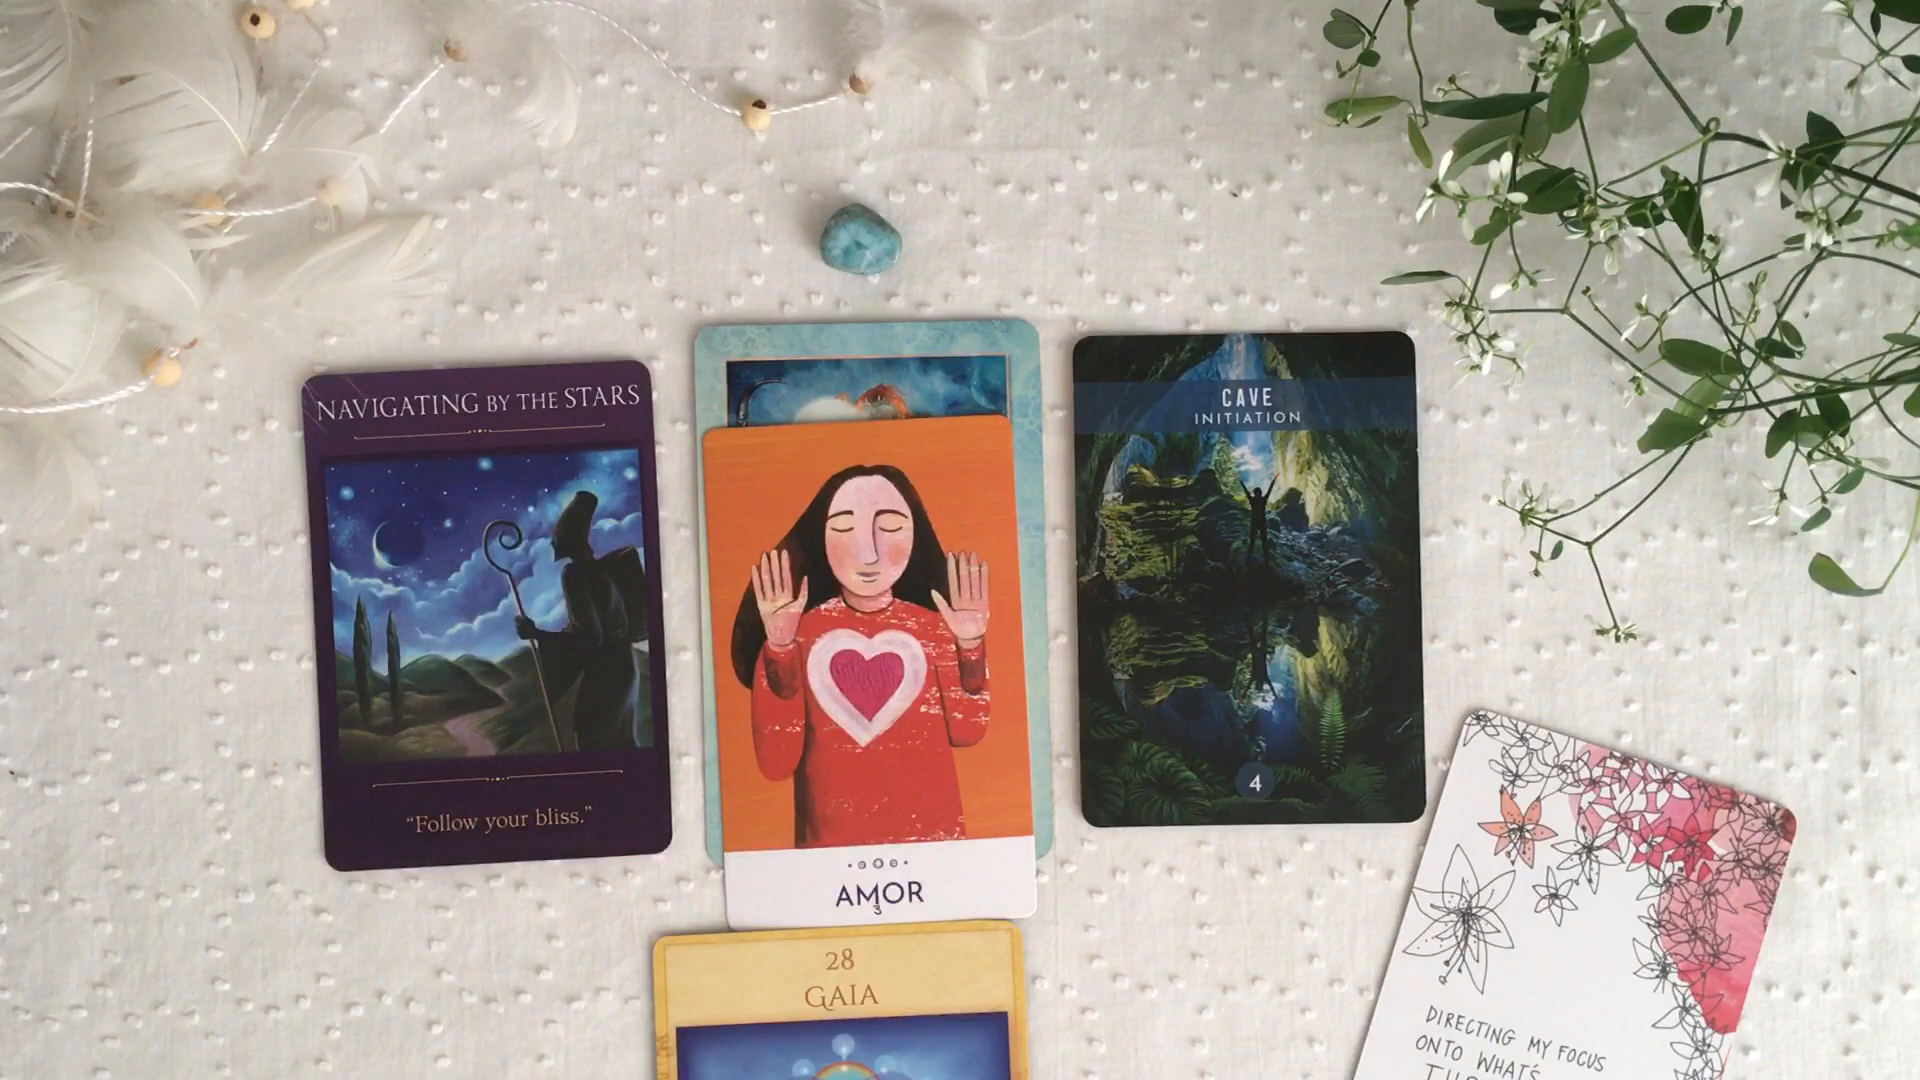 NAVIGATING BY THE STARS
"Follow your bliss."
AMOR
3
CAVE
INITIATION
4
28
GAIA
DIRECTING MY FOCUS
ONTO WHAT'S